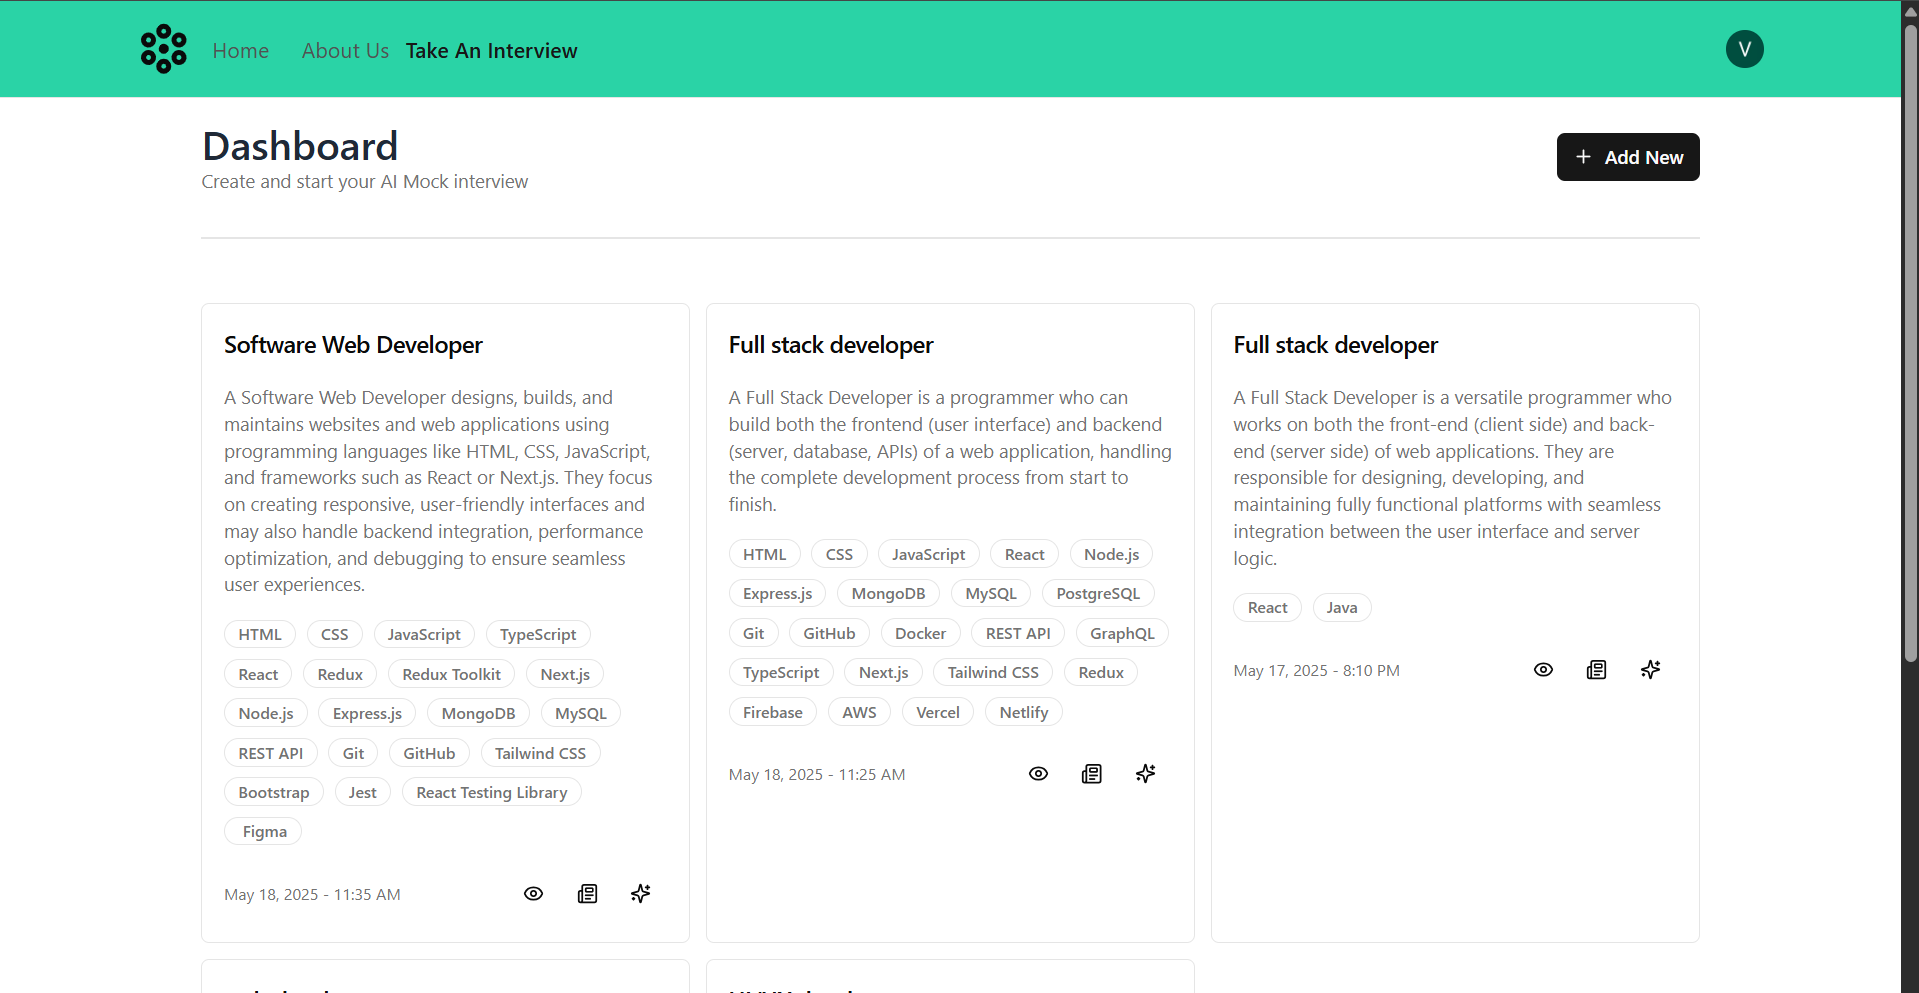 Home About Us Take An Interview V
Dashboard
Create and start your AI Mock interview
+ Add New
Software Web Developer
A Software Web Developer designs, builds, and
maintains websites and web applications using
programming languages like HTML, CSS, JavaScript,
and frameworks such as React or Next.js. They focus
on creating responsive, user-friendly interfaces and
may also handle backend integration, performance
optimization, and debugging to ensure seamless
user experiences.
HTML CSS JavaScript TypeScript
React Redux Redux Toolkit Next.js
Node.js Express.js MongoDB MySQL
REST API Git GitHub Tailwind CSS
Bootstrap Jest React Testing Library
Figma
May 18, 2025 - 11:35 AM
Full stack developer
A Full Stack Developer is a programmer who can
build both the frontend (user interface) and backend
(server, database, APIs) of a web application, handling
the complete development process from start to
finish.
HTML CSS JavaScript React Node.js
Express.js MongoDB MySQL PostgreSQL
Git GitHub Docker REST API GraphQL
TypeScript Next.js Tailwind CSS Redux
Firebase AWS Vercel Netlify
May 18, 2025 - 11:25 AM
Full stack developer
A Full Stack Developer is a versatile programmer who
works on both the front-end (client side) and back-
end (server side) of web applications. They are
responsible for designing, developing, and
maintaining fully functional platforms with seamless
integration between the user interface and server
logic.
React Java
May 17, 2025 - 8:10 PM